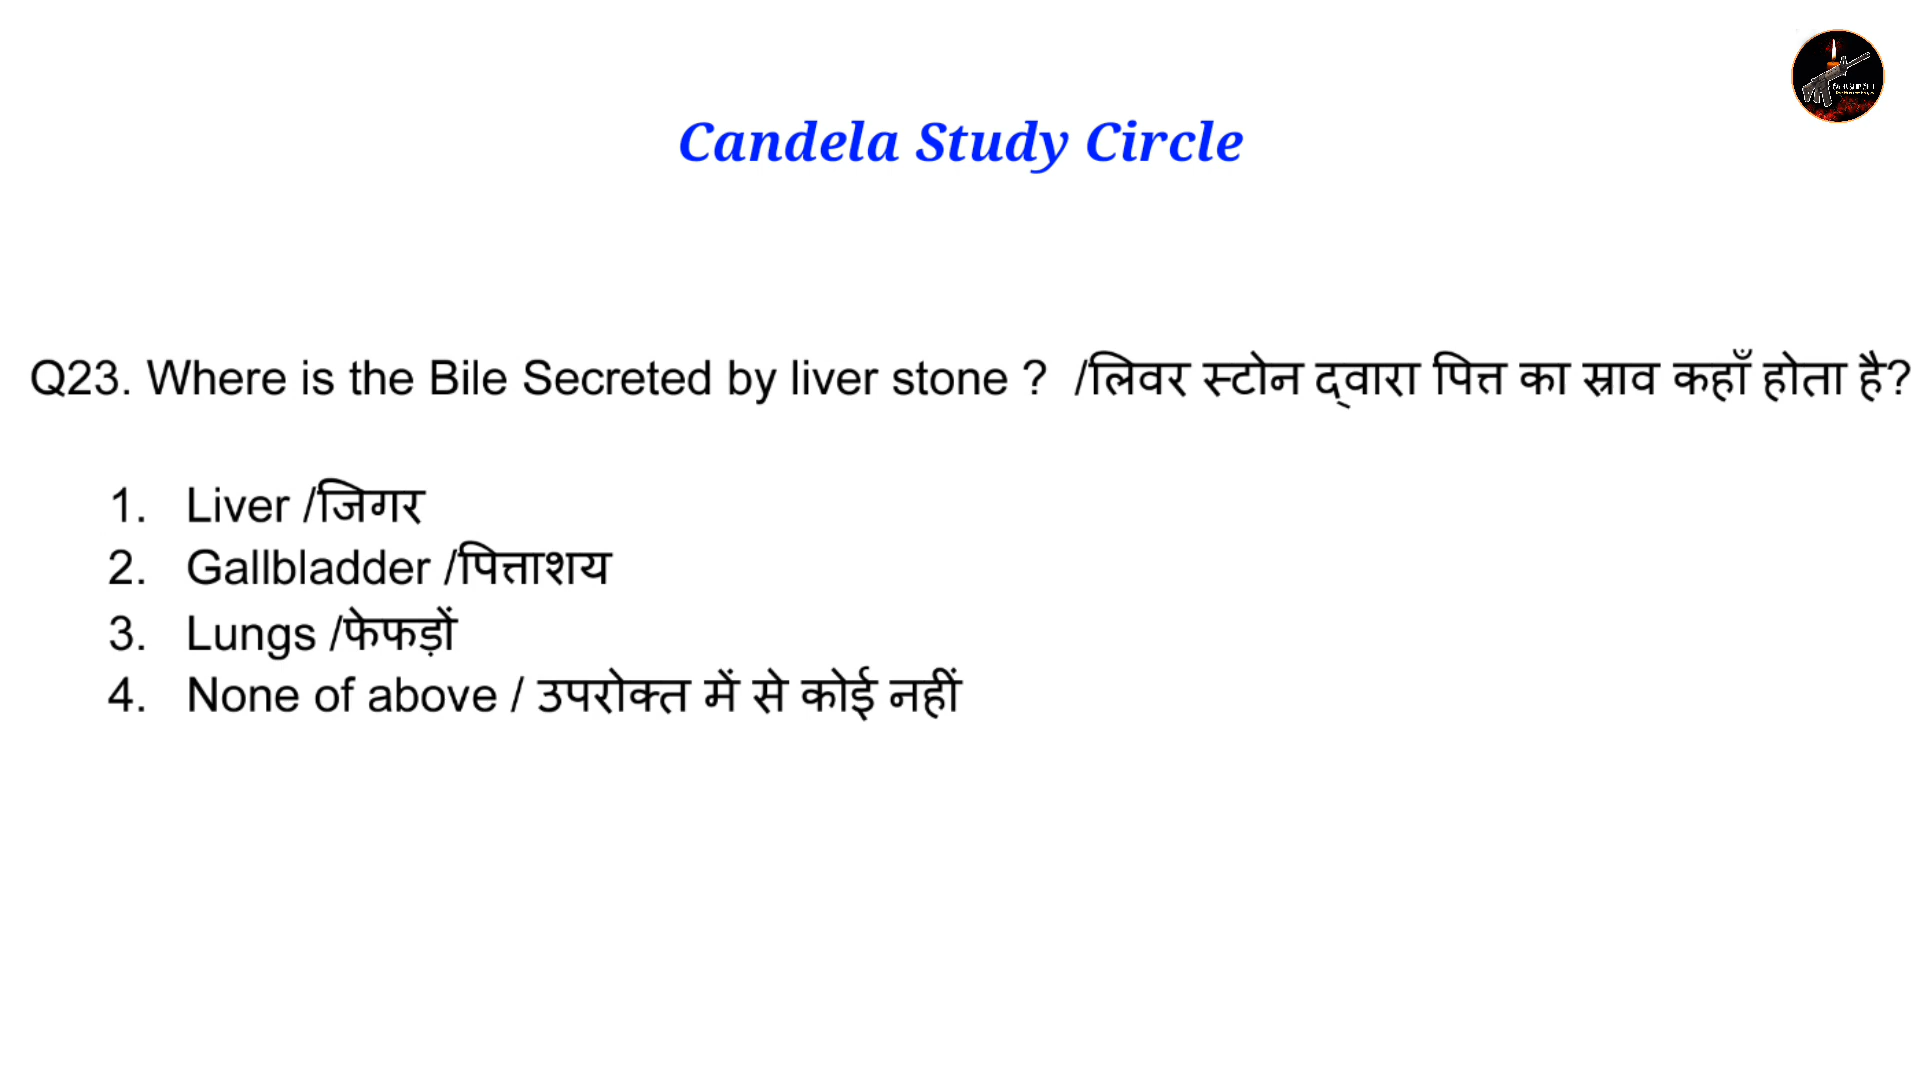 Candela Study Circle
Q23. Where is the Bile Secreted by liver stone ? /लिवर स्टोन द्वारा पित्त का स्राव कहाँ होता है?
1. Liver /जिगर
2. Gallbladder /पित्ताशय
3. Lungs /फेफड़ों
4. None of above / उपरोक्त में से कोई नहीं